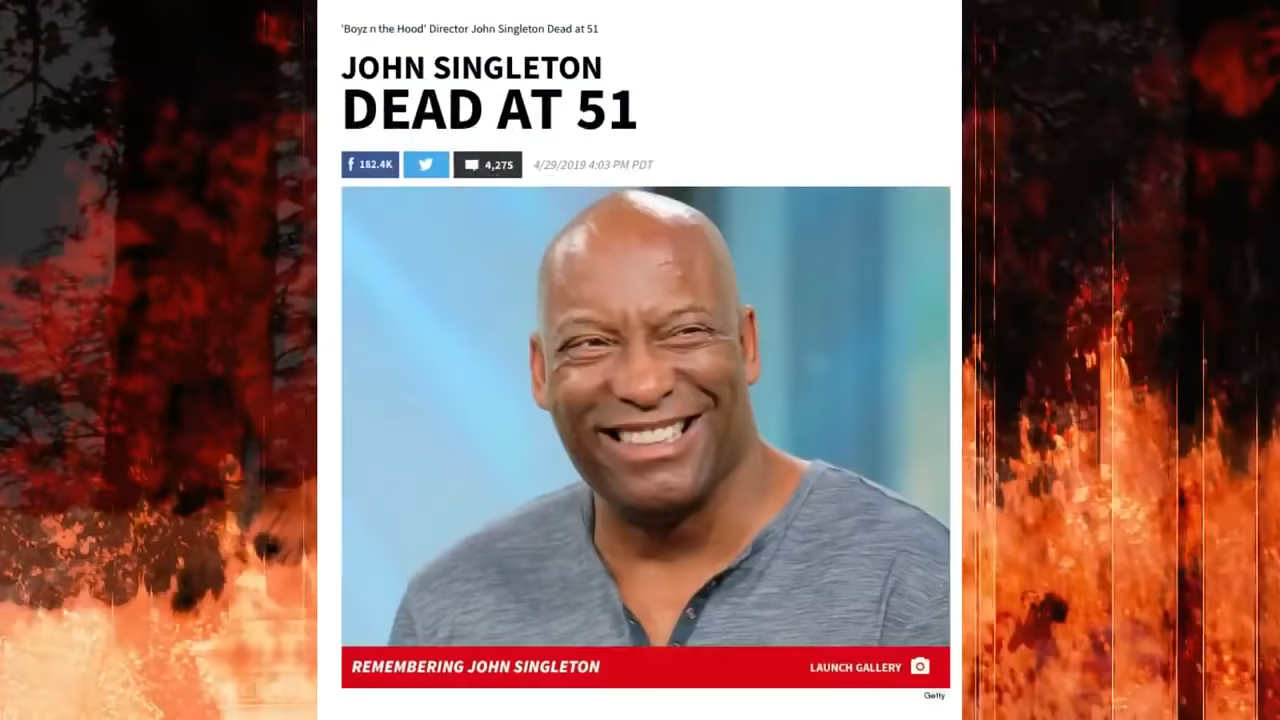 'Boyz n the Hood' Director John Singleton Dead at 51
JOHN SINGLETON
DEAD AT 51
f 182.4K 4,275 4/29/2019 4:03 PM PDT
REMEMBERING JOHN SINGLETON LAUNCH GALLERY
Getty